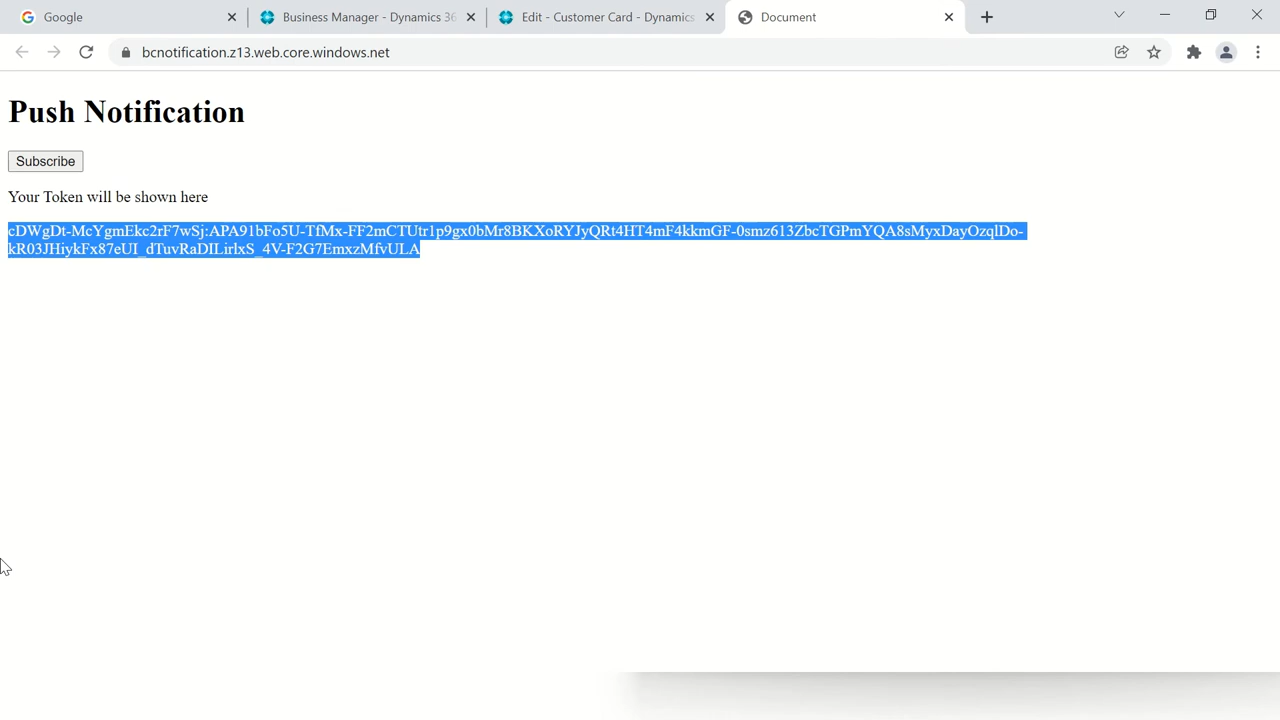 Google
Business Manager - Dynamics 36
Edit - Customer Card - Dynamics
Document
bcnotification.z13.web.core.windows.net
Push Notification
Subscribe
Your Token will be shown here
cDWgDt-McYgmEkc2rF7wSj:APA91bFo5U-TfMx-FF2mCTUtr1p9gx0bMr8BKXoRYJyQRt4HT4mF4kkmGF-0smz613ZbcTGPmYQA8sMyxDayOzqlDo-
kR03JHiykFx87eUI_dTuvRaDILirlxS_4V-F2G7EmxzMfvULA